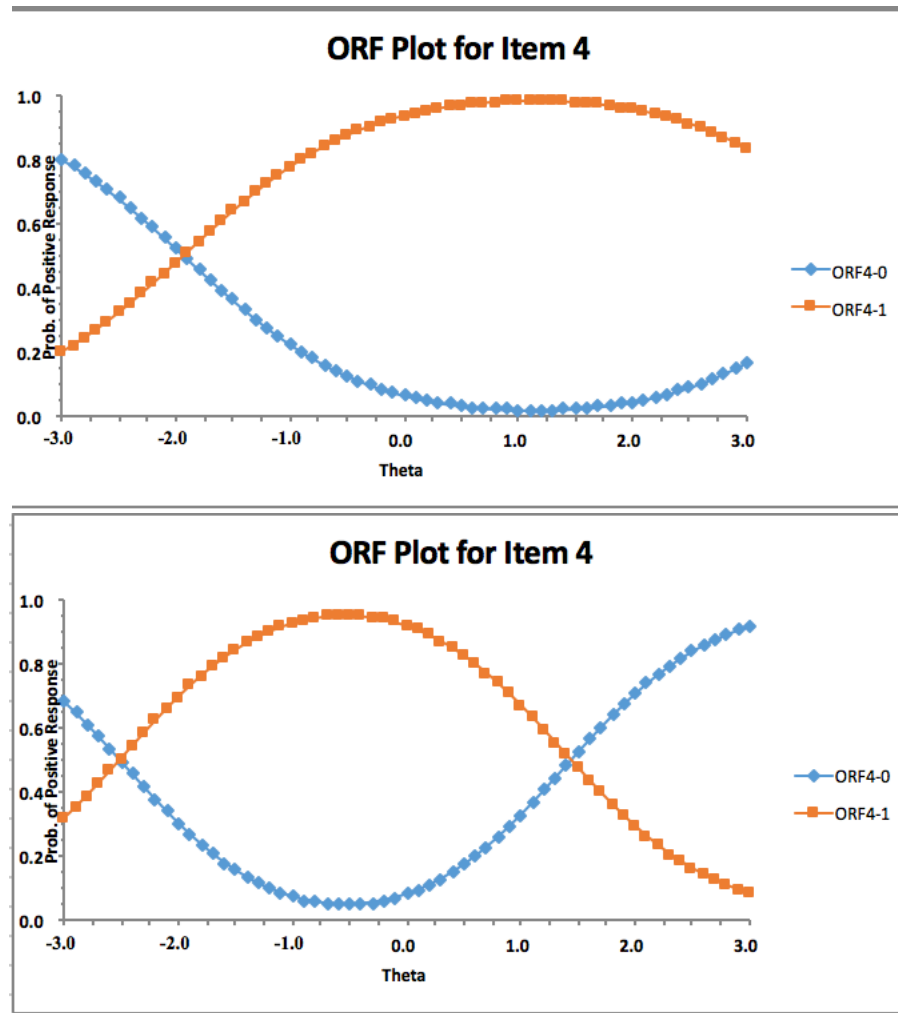 ORF Plot for Item 4
Prob. of Positive Response
1.0
0.8
0.6
0.4
0.2
0.0
-3.0 -2.0 -1.0 0.0 1.0 2.0 3.0
Theta
ORF4-0
ORF4-1
ORF Plot for Item 4
Prob. of Positive Response
1.0
0.8
0.6
0.4
0.2
0.0
-3.0 -2.0 -1.0 0.0 1.0 2.0 3.0
Theta
ORF4-0
ORF4-1